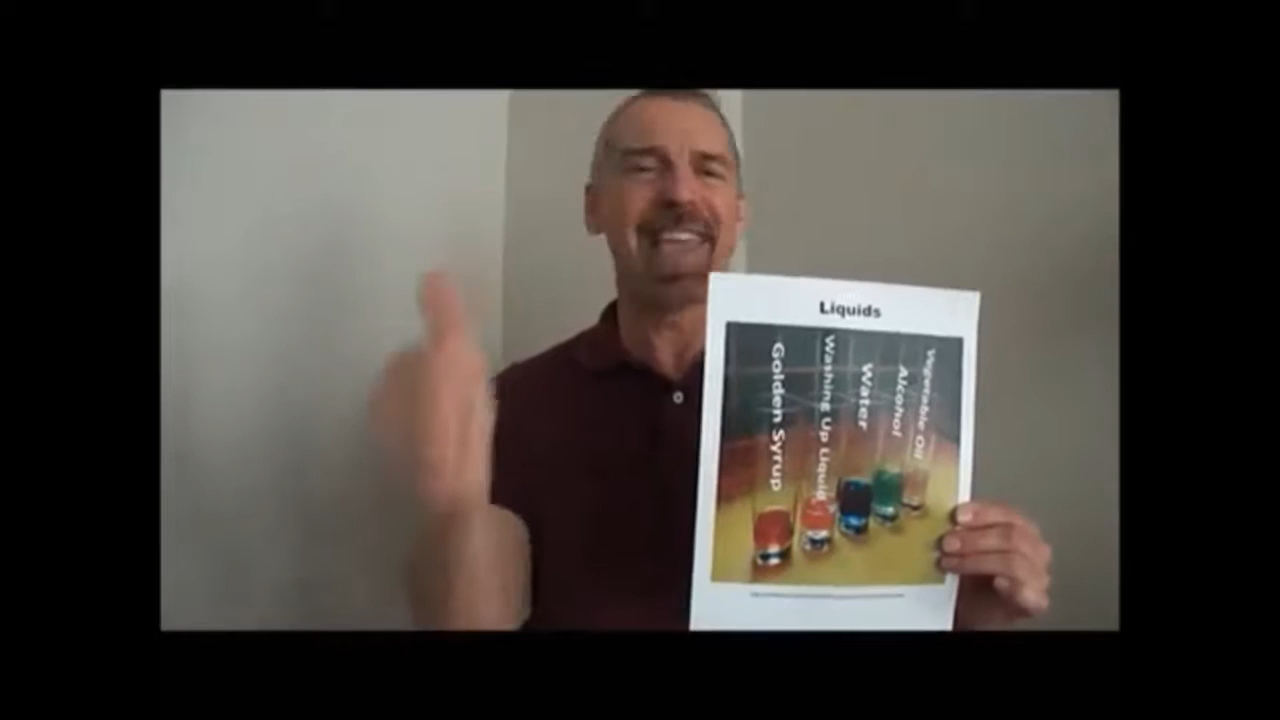 Liquids
Golden Syrup
Washing Up Liquid
Water
Alcohol
Vegetable Oil